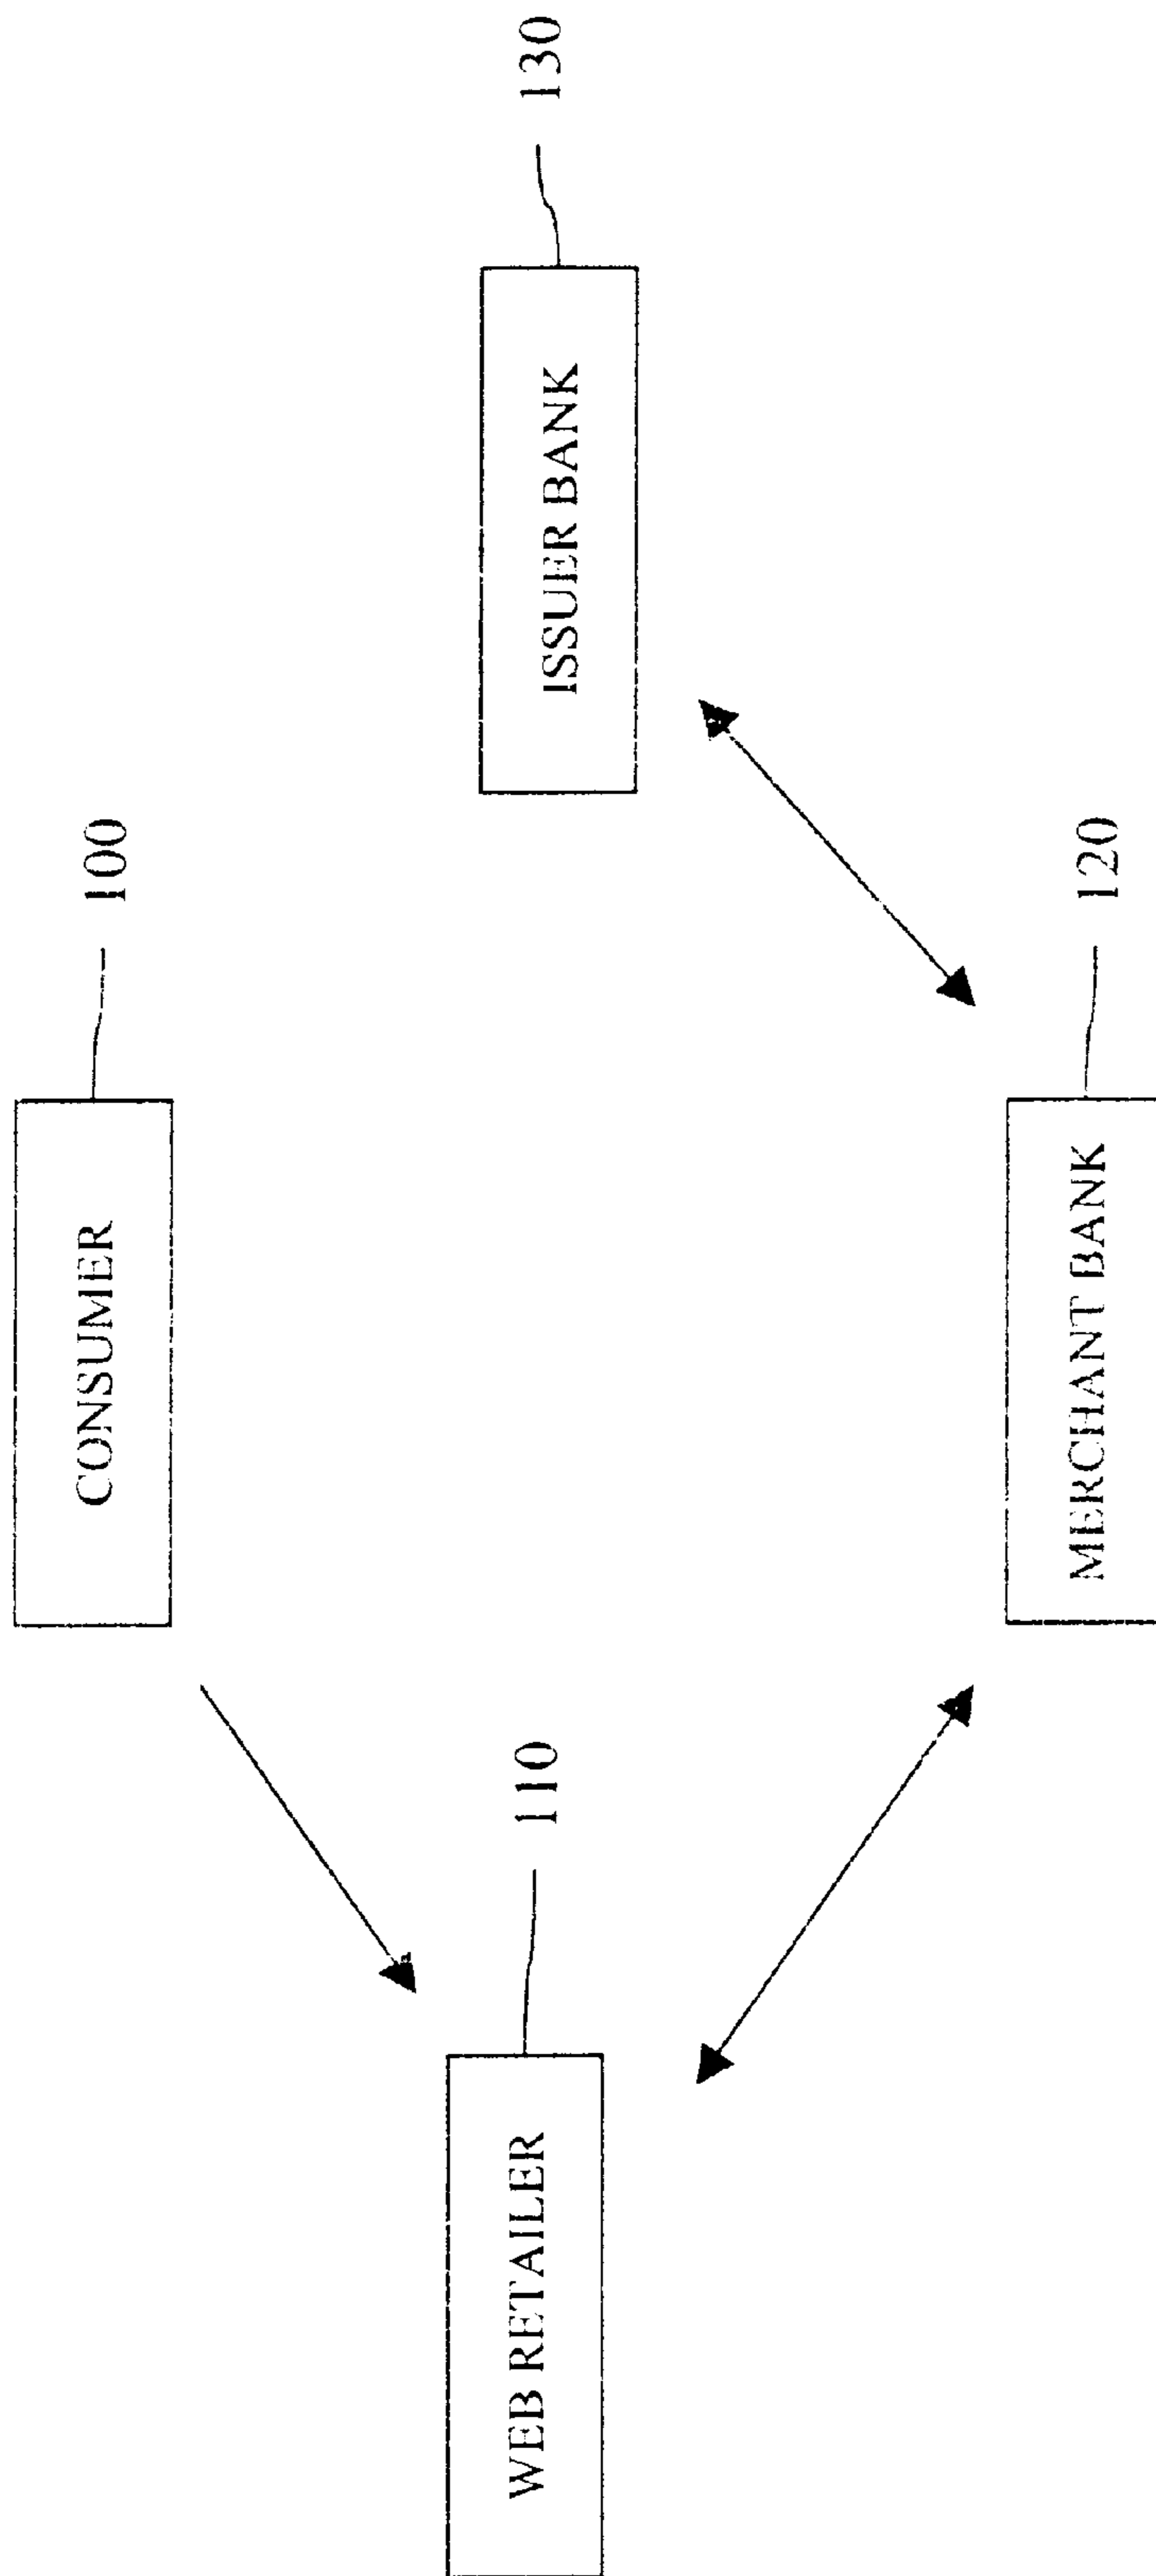 CONSUMER
100
WEB RETAILER
110
ISSUER BANK
130
MERCHANT BANK
120